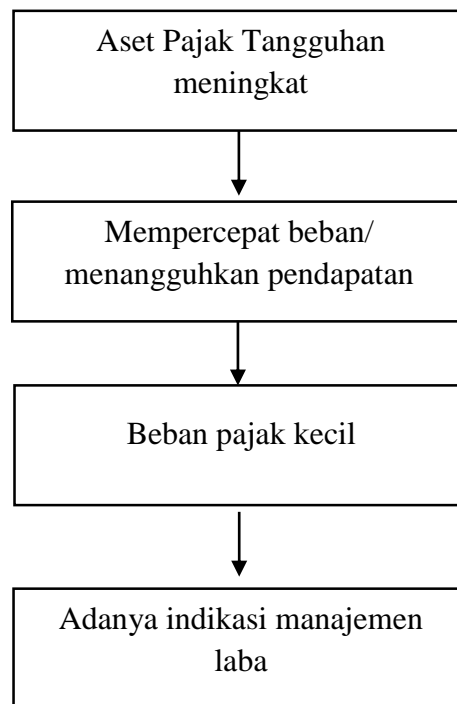 Aset Pajak Tangguhan
meningkat
Mempercepat beban/
menangguhkan pendapatan
Beban pajak kecil
Adanya indikasi manajemen
laba